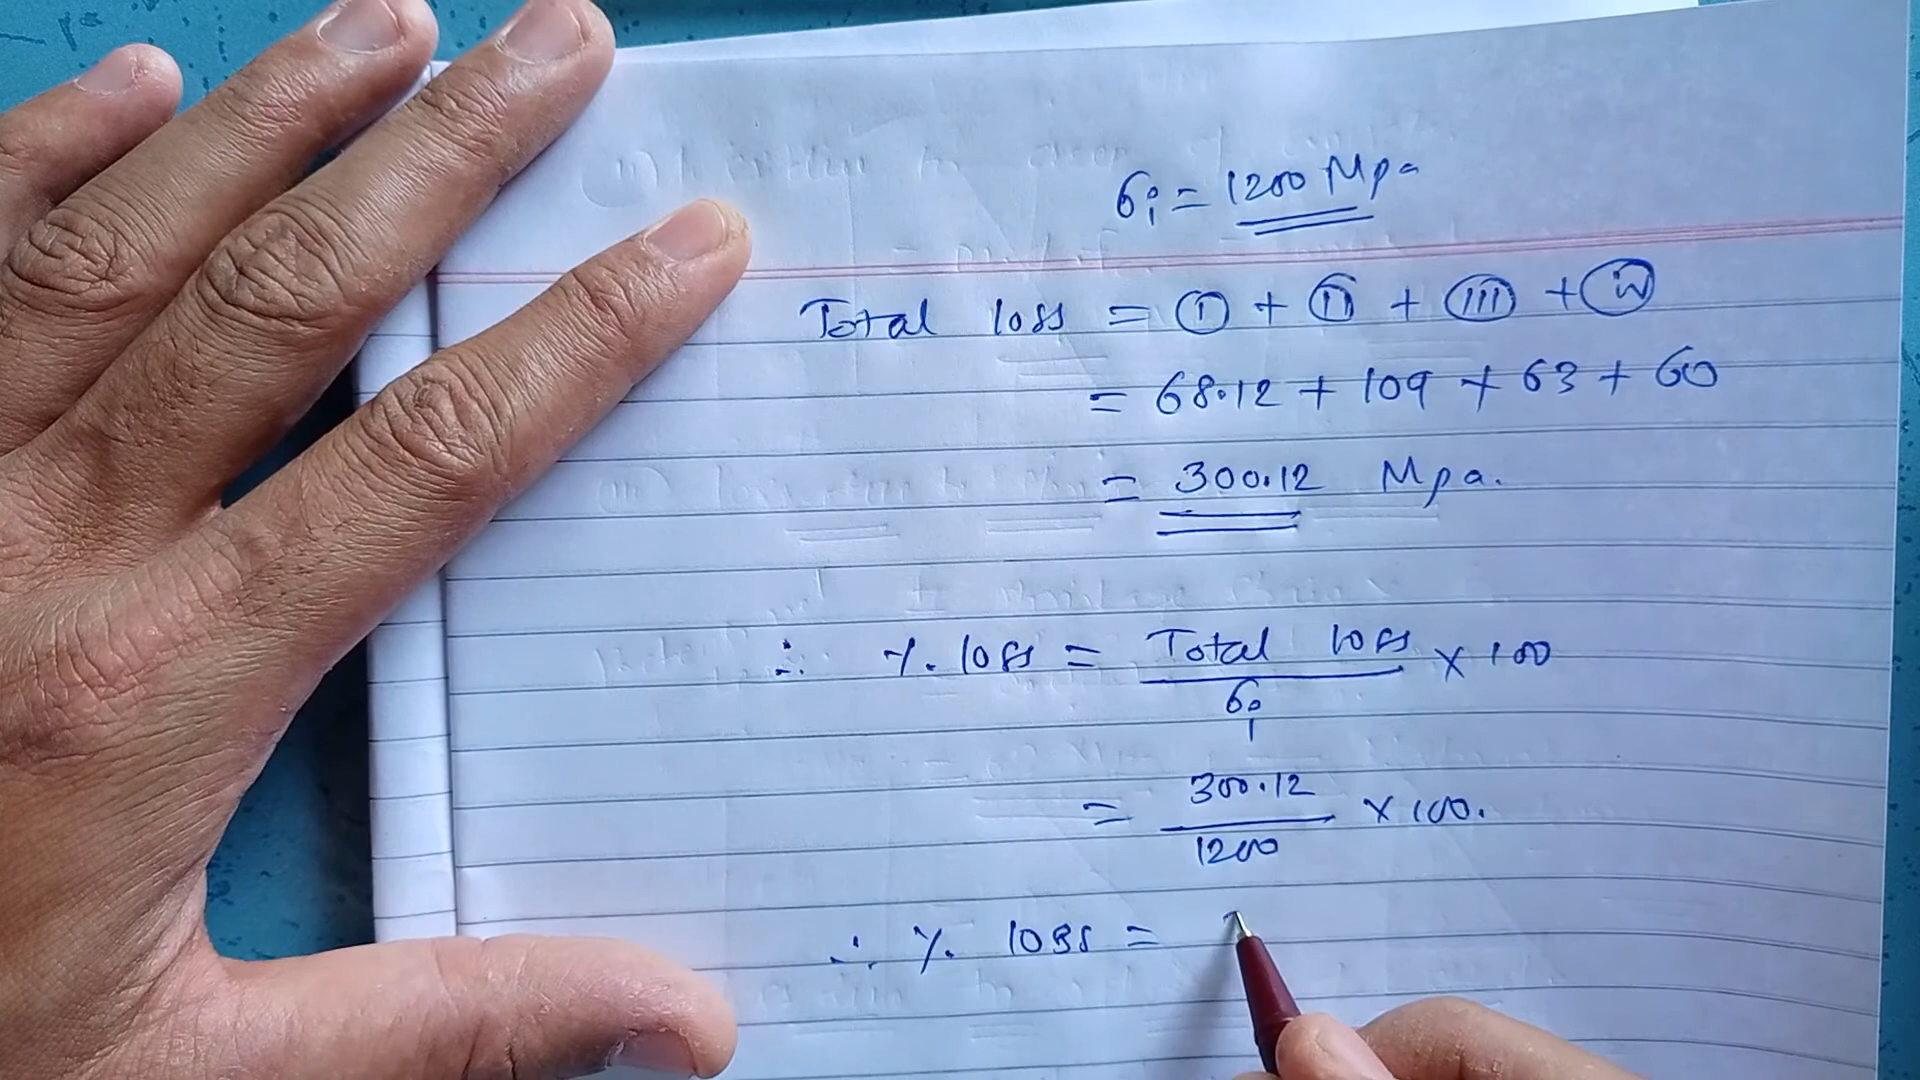 σi = 1200 Mpa
Total loss = I + II + III + iv
= 68.12 + 109 + 63 + 60
= 300.12 Mpa.
∴ %. loss = Total loss / σi × 100
= 300.12 / 1200 × 100.
∴ %. loss =